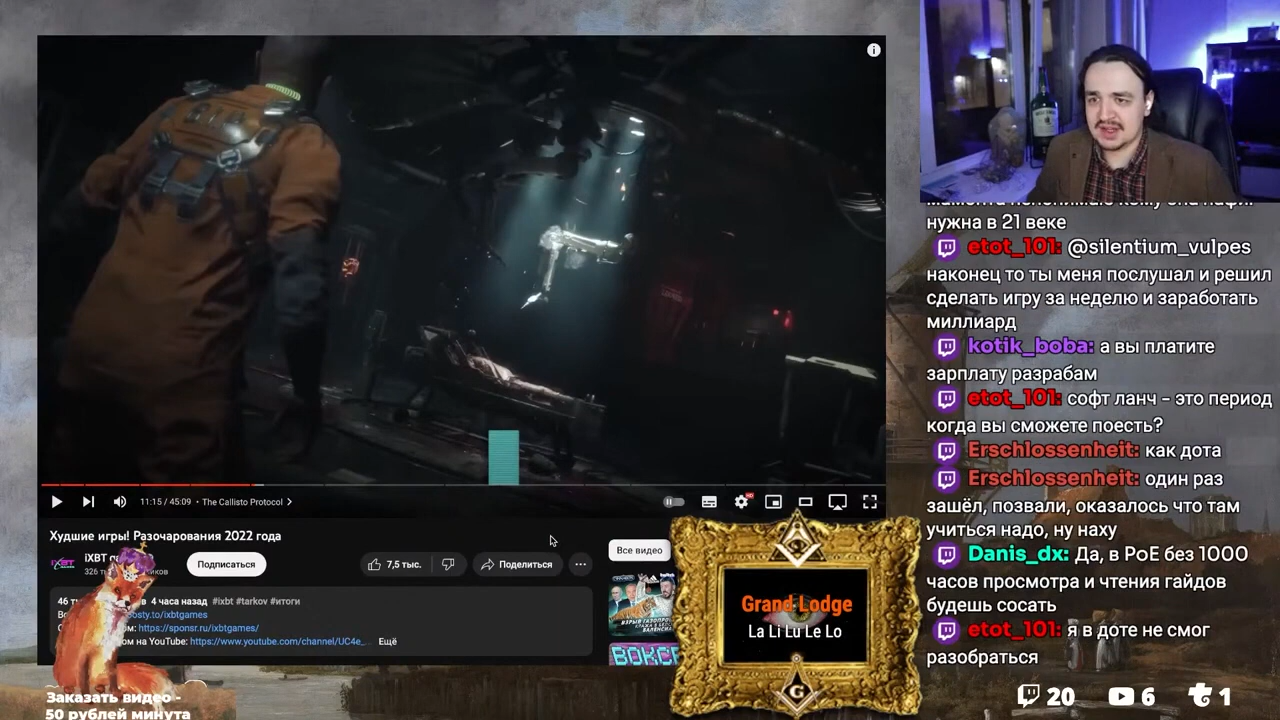 11:15 / 45:09 • The Callisto Protocol
Худшие игры! Разочарования 2022 года
iXBT
Подписаться
7,5 тыс.
Поделиться
Все видео
4 часа назад #ixbt #tarkov #итоги
https://sponsr.ru/ixbtgames/
на YouTube: https://www.youtube.com/channel/UC4e_...
Ещё
Заказать видео -
50 рублей минута
Grand Lodge
La Li Lu Le Lo
G
нужна в 21 веке
etot_101: @silentium_vulpes
наконец то ты меня послушал и решил
сделать игру за неделю и заработать
миллиард
kotik_boba: а вы платите
зарплату разрабам
etot_101: софт ланч - это период
когда вы сможете поесть?
Erschlossenheit: как дота
Erschlossenheit: один раз
зашёл, позвали, оказалось что там
учиться надо, ну наху
Danis_dx: Да, в PoE без 1000
часов просмотра и чтения гайдов
будешь сосать
etot_101: я в доте не смог
разобраться
20 6 1